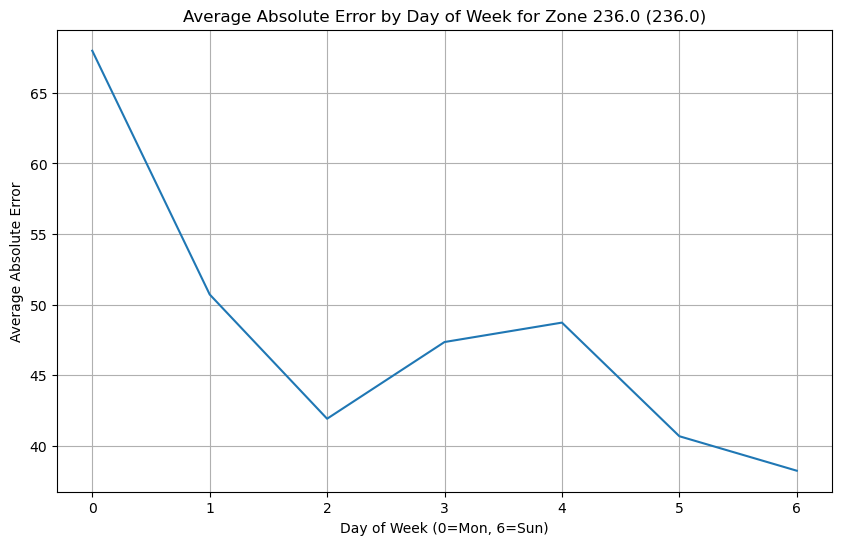 Average Absolute Error by Day of Week for Zone 236.0 (236.0)
Average Absolute Error
65
60
55
50
45
40
0 1 2 3 4 5 6
Day of Week (0=Mon, 6=Sun)